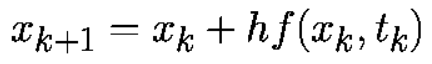 x_{k+1} = x_k + hf(x_k, t_k)